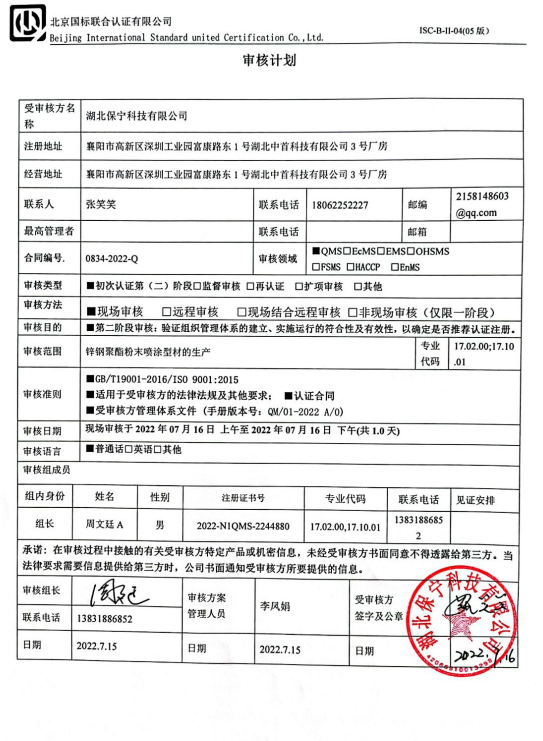 北京国标联合认证有限公司
Beijing International Standard united Certification Co.,Ltd.
ISC-B-II-04(05版)
审核计划
受审核方名称 湖北保宁科技有限公司
注册地址 襄阳市高新区深圳工业园富康路东1号湖北中首科技有限公司3号厂房
经营地址 襄阳市高新区深圳工业园富康路东1号湖北中首科技有限公司3号厂房
联系人 张笑笑 联系电话 18062252227 邮编 2158148603
@qq.com
最高管理者 联系电话 邮箱
合同编号. 0834-2022-Q 审核领域 ■QMS□EcMS□EMS□OHSMS
□FSMS □HACCP □EnMS
审核类型 ■初次认证第（二）阶段□监督审核 □再认证 □扩项审核 □其他
审核方法 ■现场审核 □远程审核 □现场结合远程审核 □非现场审核（仅限一阶段）
审核目的 ■第二阶段审核：验证组织管理体系的建立、实施运行的符合性及有效性，以确定是否推荐认证注册。
审核范围 锌钢聚酯粉末喷涂型材的生产 专业代码 17.02.00;17.10
.01
审核准则 ■GB/T19001-2016/ISO 9001:2015
■适用于受审核方的法律法规及其他要求； ■认证合同
■受审核方管理体系文件（手册版本号：QM/01-2022 A/0）
审核日期 现场审核于2022年07月16日 上午至2022年07月16日 下午(共1.0天)
审核语言 ■普通话□英语□其他
审核组成员
组内身份 姓名 性别 注册证书号 专业代码 联系电话 见证安排
组长 周文廷A 男 2022-N1QMS-2244880 17.02.00,17.10.01 1383188685
2
承诺：在审核过程中接触的有关受审核方特定产品或机密信息，未经受审核方书面同意不得透露给第三方。当
法律要求需要信息提供给第三方时，公司书面通知受审核方所要提供的信息。
审核组长 审核方案管理人员 李凤娟 受审核方签字及公章
联系电话 13831886852
日期 2022.7.15 日期 2022.7.15 日期 2022.7.16
湖北保宁科技有限公司